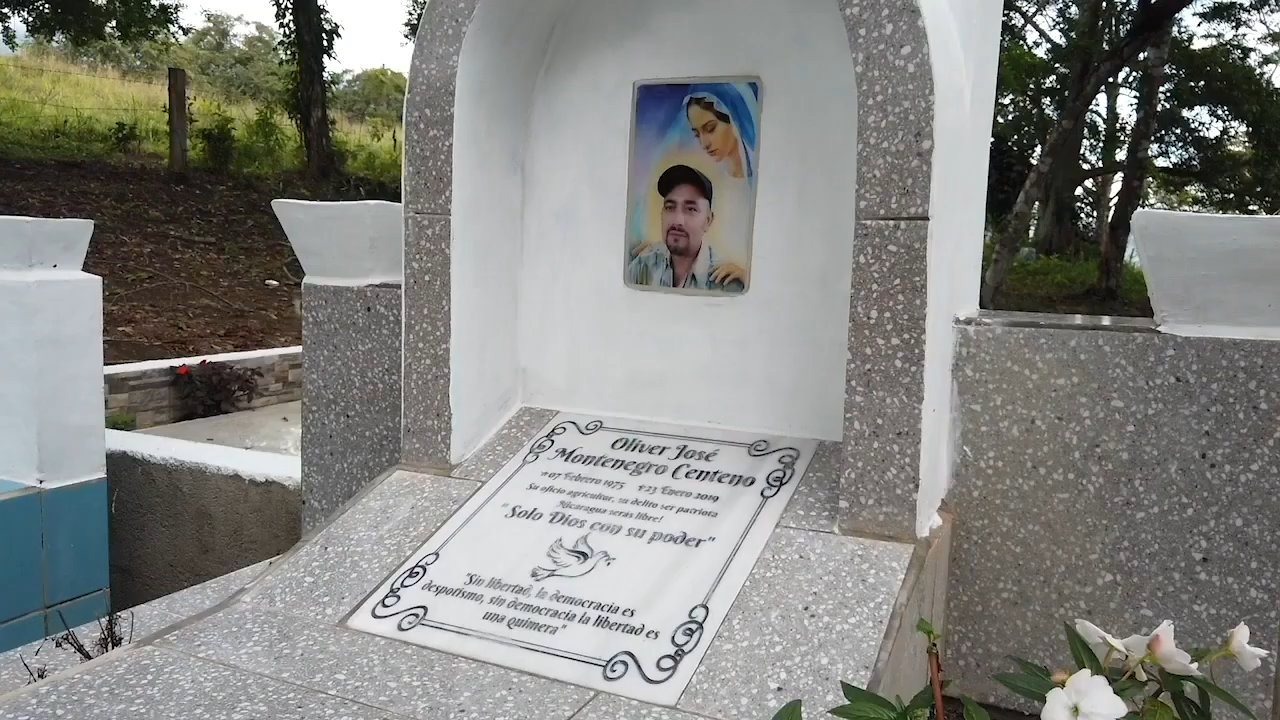 Oliver José
Montenegro Centeno
07 Febrero 1975 23 Enero 2019
Su oficio agricultor, su delito ser patriota
Nicaragua serás libre!
"Solo Dios con su poder"
"Sin libertad, la democracia es
despotismo, sin democracia la libertad es
una quimera"